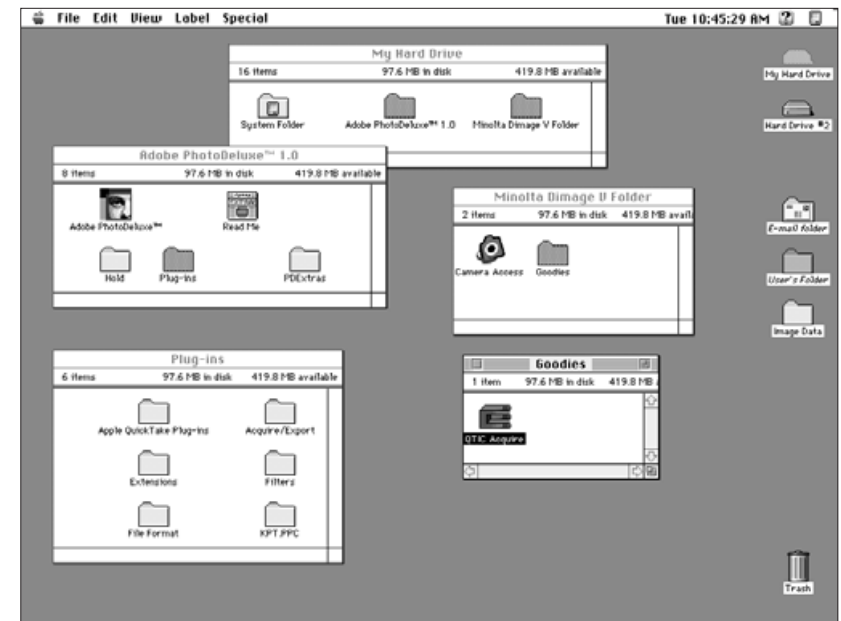 File Edit View Label Special Tue 10:45:29 AM
My Hard Drive
16 items 97.6 MB in disk 419.8 MB available
System Folder Adobe PhotoDeluxe™ 1.0 Minolta Dimage V Folder
Adobe PhotoDeluxe™ 1.0
8 items 97.6 MB in disk 419.8 MB available
Adobe PhotoDeluxe™ Read Me
Hold Plug-ins PDExtras
Minolta Dimage V Folder
2 items 97.6 MB in disk 419.8 MB avail
Camera Access Goodies
Plug-ins
6 items 97.6 MB in disk 419.8 MB available
Apple QuickTake Plug-ins Acquire/Export
Extensions Filters
File Format KPT.PPC
Goodies
1 item 97.6 MB in disk 419.8 MB
QTIC Acquire
My Hard Drive
Hard Drive #2
E-mail folder
User's Folder
Image Data
Trash